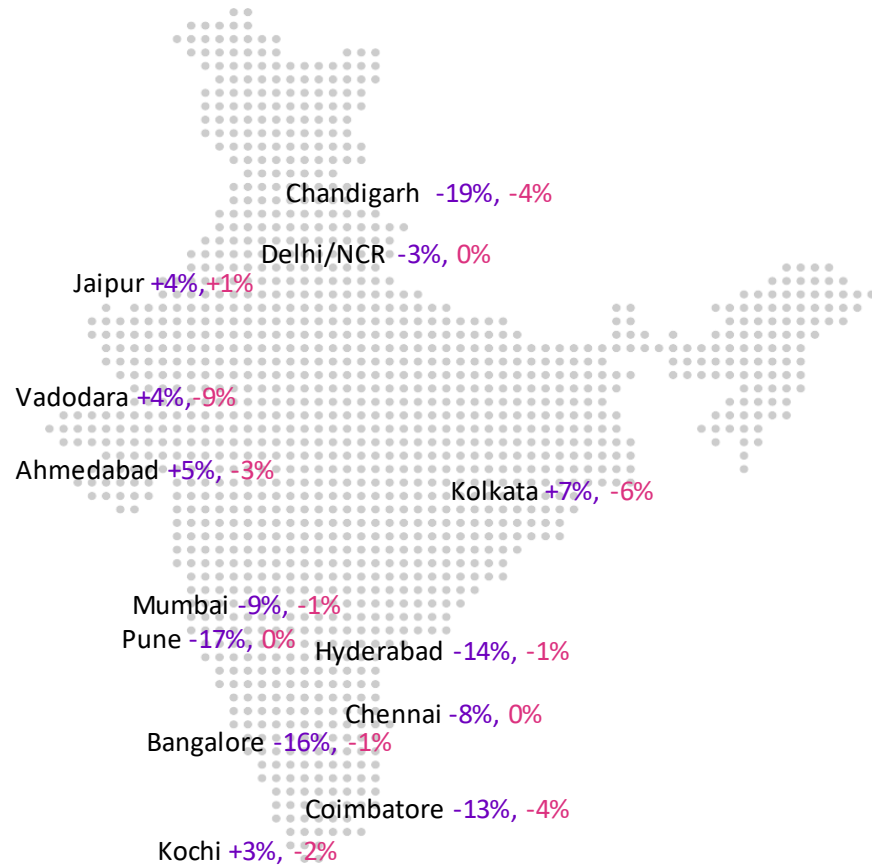 Chandigarh -19%, -4%
Delhi/NCR -3%, 0%
Jaipur +4%,+1%
Vadodara +4%,-9%
Ahmedabad +5%, -3%
Kolkata +7%, -6%
Mumbai -9%, -1%
Pune -17%, 0%
Hyderabad -14%, -1%
Chennai -8%, 0%
Bangalore -16%, -1%
Coimbatore -13%, -4%
Kochi +3%, -2%